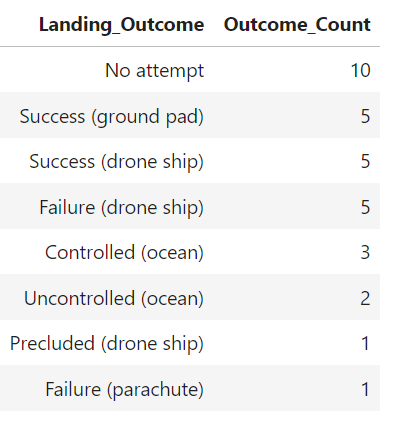 Landing_Outcome Outcome_Count
No attempt 10
Success (ground pad) 5
Success (drone ship) 5
Failure (drone ship) 5
Controlled (ocean) 3
Uncontrolled (ocean) 2
Precluded (drone ship) 1
Failure (parachute) 1